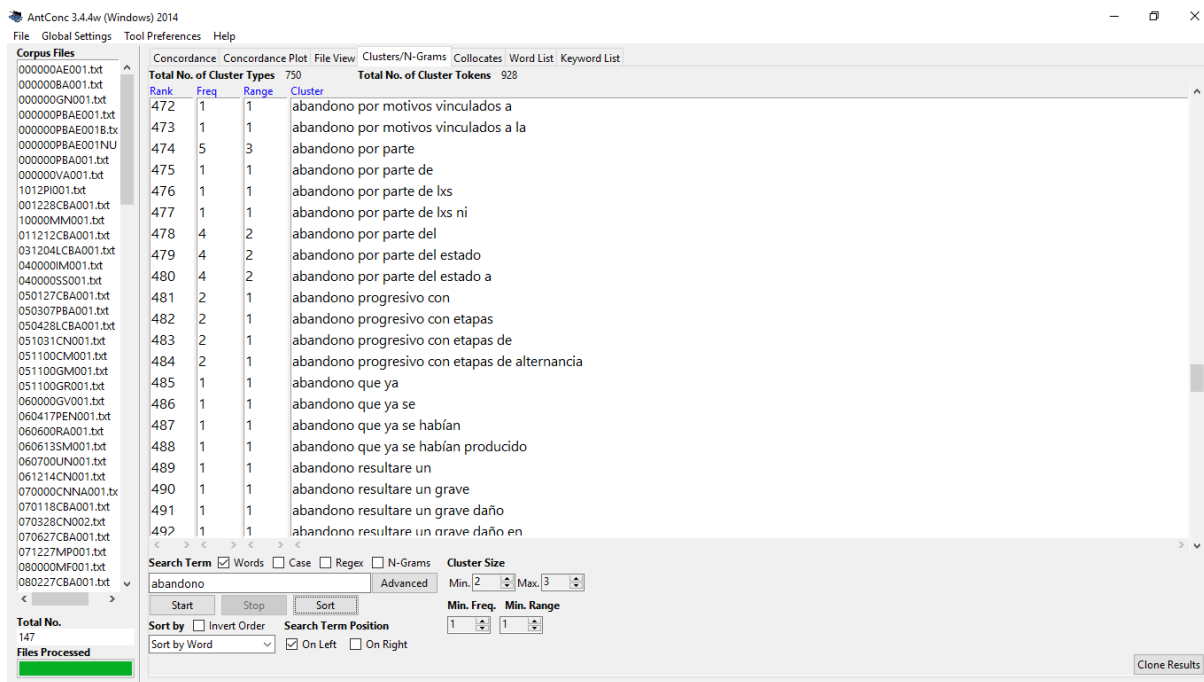 AntConc 3.4.4w (Windows) 2014
File Global Settings Tool Preferences Help
Corpus Files
000000AE001.txt
000000BA001.txt
000000GN001.txt
000000PBAE001.txt
000000PBAE001B.tx
000000PBAE001NU
000000PBA001.txt
000000VA001.txt
1012PI001.txt
001228CBA001.txt
10000MM001.txt
011212CBA001.txt
031204LCBA001.txt
040000IM001.txt
040000SS001.txt
050127CBA001.txt
050307PBA001.txt
050428LCBA001.txt
051031CN001.txt
051100CM001.txt
051100GM001.txt
051100GR001.txt
060000GV001.txt
060417PEN001.txt
060600RA001.txt
060613SM001.txt
060700UN001.txt
061214CN001.txt
070000CNNA001.tx
070118CBA001.txt
070328CN002.txt
070627CBA001.txt
071227MP001.txt
080000MF001.txt
080227CBA001.txt
Total No.
147
Files Processed
Concordance Concordance Plot File View Clusters/N-Grams Collocates Word List Keyword List
Total No. of Cluster Types 750 Total No. of Cluster Tokens 928
Rank Freq Range Cluster
472 1 1 abandono por motivos vinculados a
473 1 1 abandono por motivos vinculados a la
474 5 3 abandono por parte
475 1 1 abandono por parte de
476 1 1 abandono por parte de lxs
477 1 1 abandono por parte de lxs ni
478 4 2 abandono por parte del
479 4 2 abandono por parte del estado
480 4 2 abandono por parte del estado a
481 2 1 abandono progresivo con
482 2 1 abandono progresivo con etapas
483 2 1 abandono progresivo con etapas de
484 2 1 abandono progresivo con etapas de alternancia
485 1 1 abandono que ya
486 1 1 abandono que ya se
487 1 1 abandono que ya se habían
488 1 1 abandono que ya se habían producido
489 1 1 abandono resultare un
490 1 1 abandono resultare un grave
491 1 1 abandono resultare un grave daño
492 1 1 abandono resultare un grave daño en
Search Term Words Case Regex N-Grams Cluster Size
abandono Advanced Min. 2 Max. 3
Start Stop Sort Min. Freq. Min. Range
Sort by Invert Order Search Term Position 1 1
Sort by Word On Left On Right
Clone Results